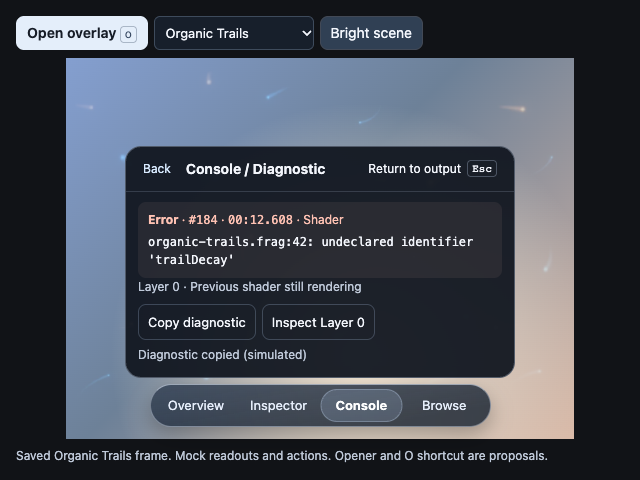 Open overlay O Organic Trails Bright scene
Back Console / Diagnostic Return to output Esc
Error · #184 · 00:12.608 · Shader
organic-trails.frag:42: undeclared identifier
'trailDecay'
Layer 0 · Previous shader still rendering
Copy diagnostic Inspect Layer 0
Diagnostic copied (simulated)
Overview Inspector Console Browse
Saved Organic Trails frame. Mock readouts and actions. Opener and O shortcut are proposals.